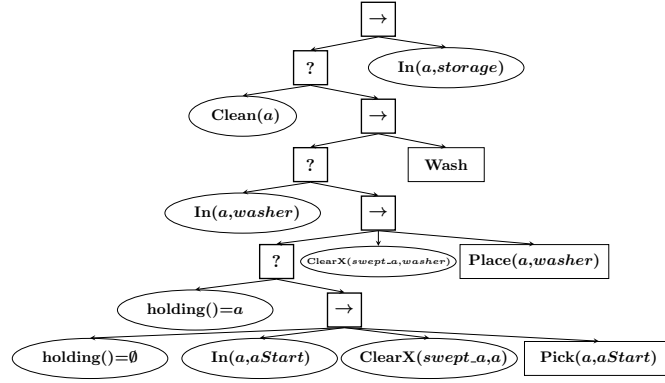 →
? In(a,storage)
Clean(a) →
? Wash
In(a,washer) →
? ClearX(swept_a,washer) Place(a,washer)
holding()=a →
holding()=∅ In(a,aStart) ClearX(swept_a,a) Pick(a,aStart)